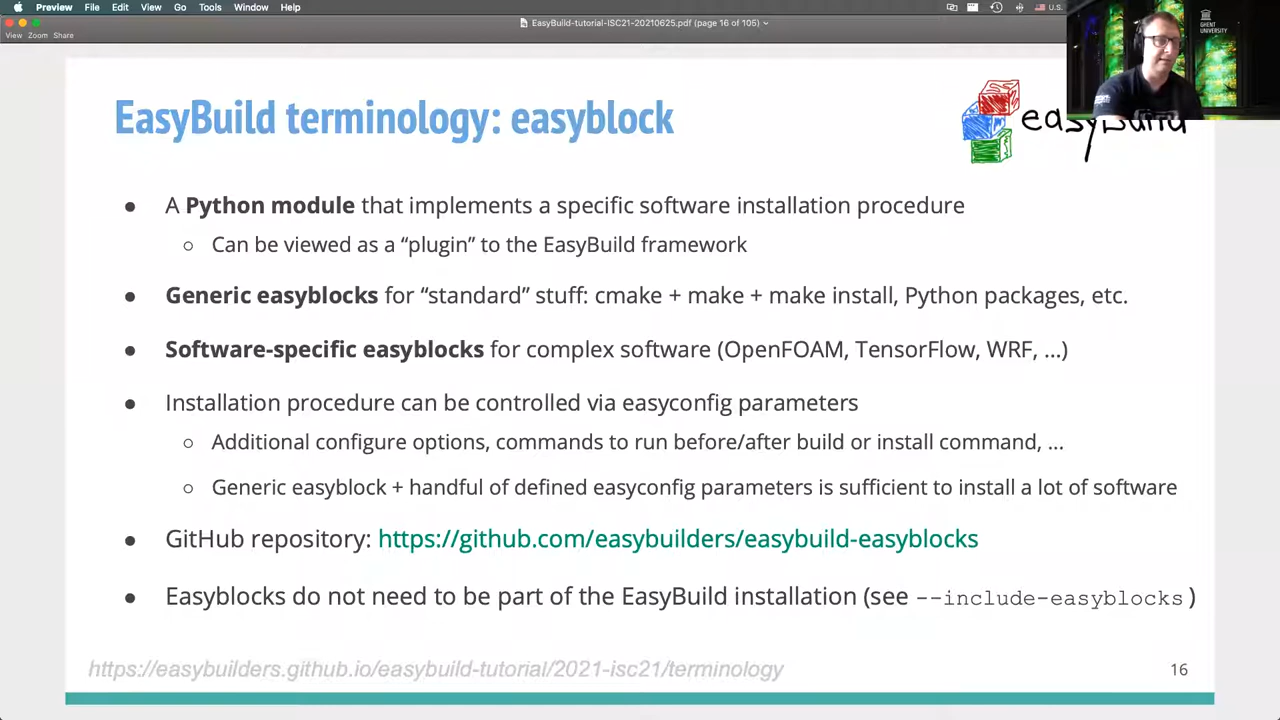 Preview File Edit View Go Tools Window Help U.S.
EasyBuild-tutorial-ISC21-20210625.pdf (page 16 of 105)
View Zoom Share
GHENT
UNIVERSITY
EasyBuild terminology: easyblock
easybuild
● A Python module that implements a specific software installation procedure
○ Can be viewed as a “plugin” to the EasyBuild framework
● Generic easyblocks for “standard” stuff: cmake + make + make install, Python packages, etc.
● Software-specific easyblocks for complex software (OpenFOAM, TensorFlow, WRF, ...)
● Installation procedure can be controlled via easyconfig parameters
○ Additional configure options, commands to run before/after build or install command, ...
○ Generic easyblock + handful of defined easyconfig parameters is sufficient to install a lot of software
● GitHub repository: https://github.com/easybuilders/easybuild-easyblocks
● Easyblocks do not need to be part of the EasyBuild installation (see --include-easyblocks)
https://easybuilders.github.io/easybuild-tutorial/2021-isc21/terminology
16